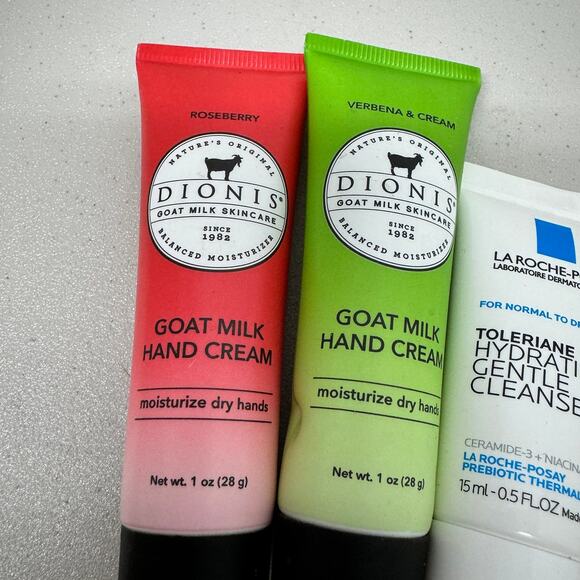 ROSEBERRY
NATURE'S ORIGINAL
DIONIS®
GOAT MILK SKINCARE
SINCE
1982
BALANCED MOISTURIZER
GOAT MILK
HAND CREAM
moisturize dry hands
Net wt. 1 oz (28 g)
VERBENA & CREAM
NATURE'S ORIGINAL
DIONIS
GOAT MILK SKINCARE
SINCE
1982
BALANCED MOISTURIZER
GOAT MILK
HAND CREAM
moisturize dry hands
Net wt. 1 oz (28 g)
LA ROCHE-POS
LABORATOIRE DERMATO
FOR NORMAL TO DR
TOLERIANE
HYDRATI
GENTLE
CLEANSE
CERAMIDE-3 + NIACINA
LA ROCHE-POSAY
PREBIOTIC THERMAL
15 ml - 0.5 FL.OZ Made